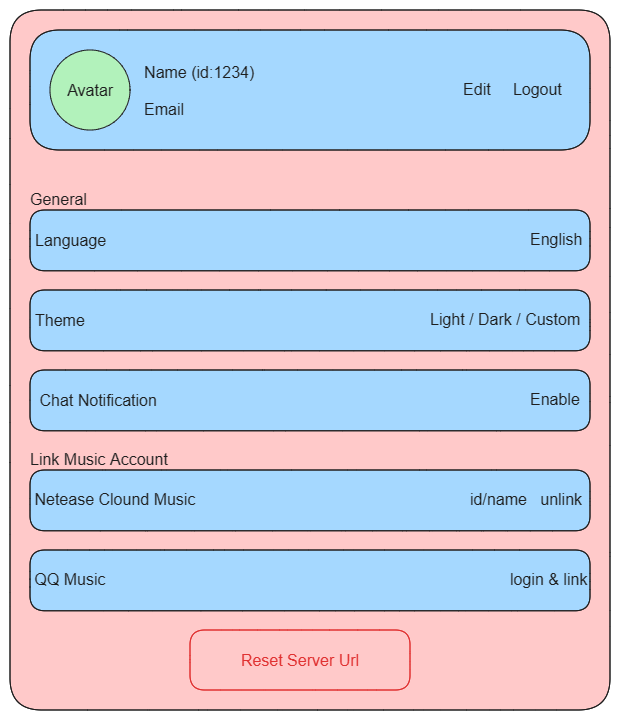 Avatar
Name (id:1234)
Email
Edit
Logout
General
Language
English
Theme
Light / Dark / Custom
Chat Notification
Enable
Link Music Account
Netease Clound Music
id/name
unlink
QQ Music
login & link
Reset Server Url